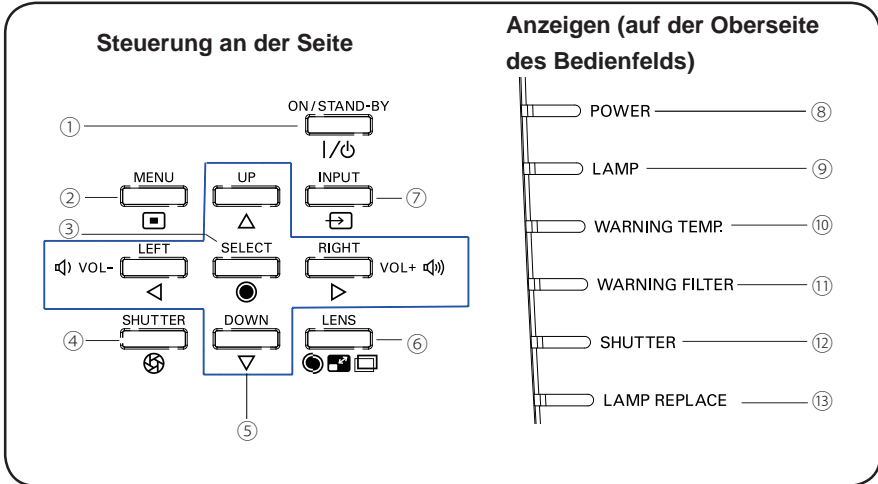 Steuerung an der Seite
ON/STAND-BY
①
MENU
UP
INPUT
②
⑦
③
LEFT
SELECT
RIGHT
VOL-
VOL+
SHUTTER
DOWN
LENS
④
⑥
⑤
Anzeigen (auf der Oberseite
des Bedienfelds)
POWER ⑧
LAMP ⑨
WARNING TEMP. ⑩
WARNING FILTER ⑪
SHUTTER ⑫
LAMP REPLACE ⑬